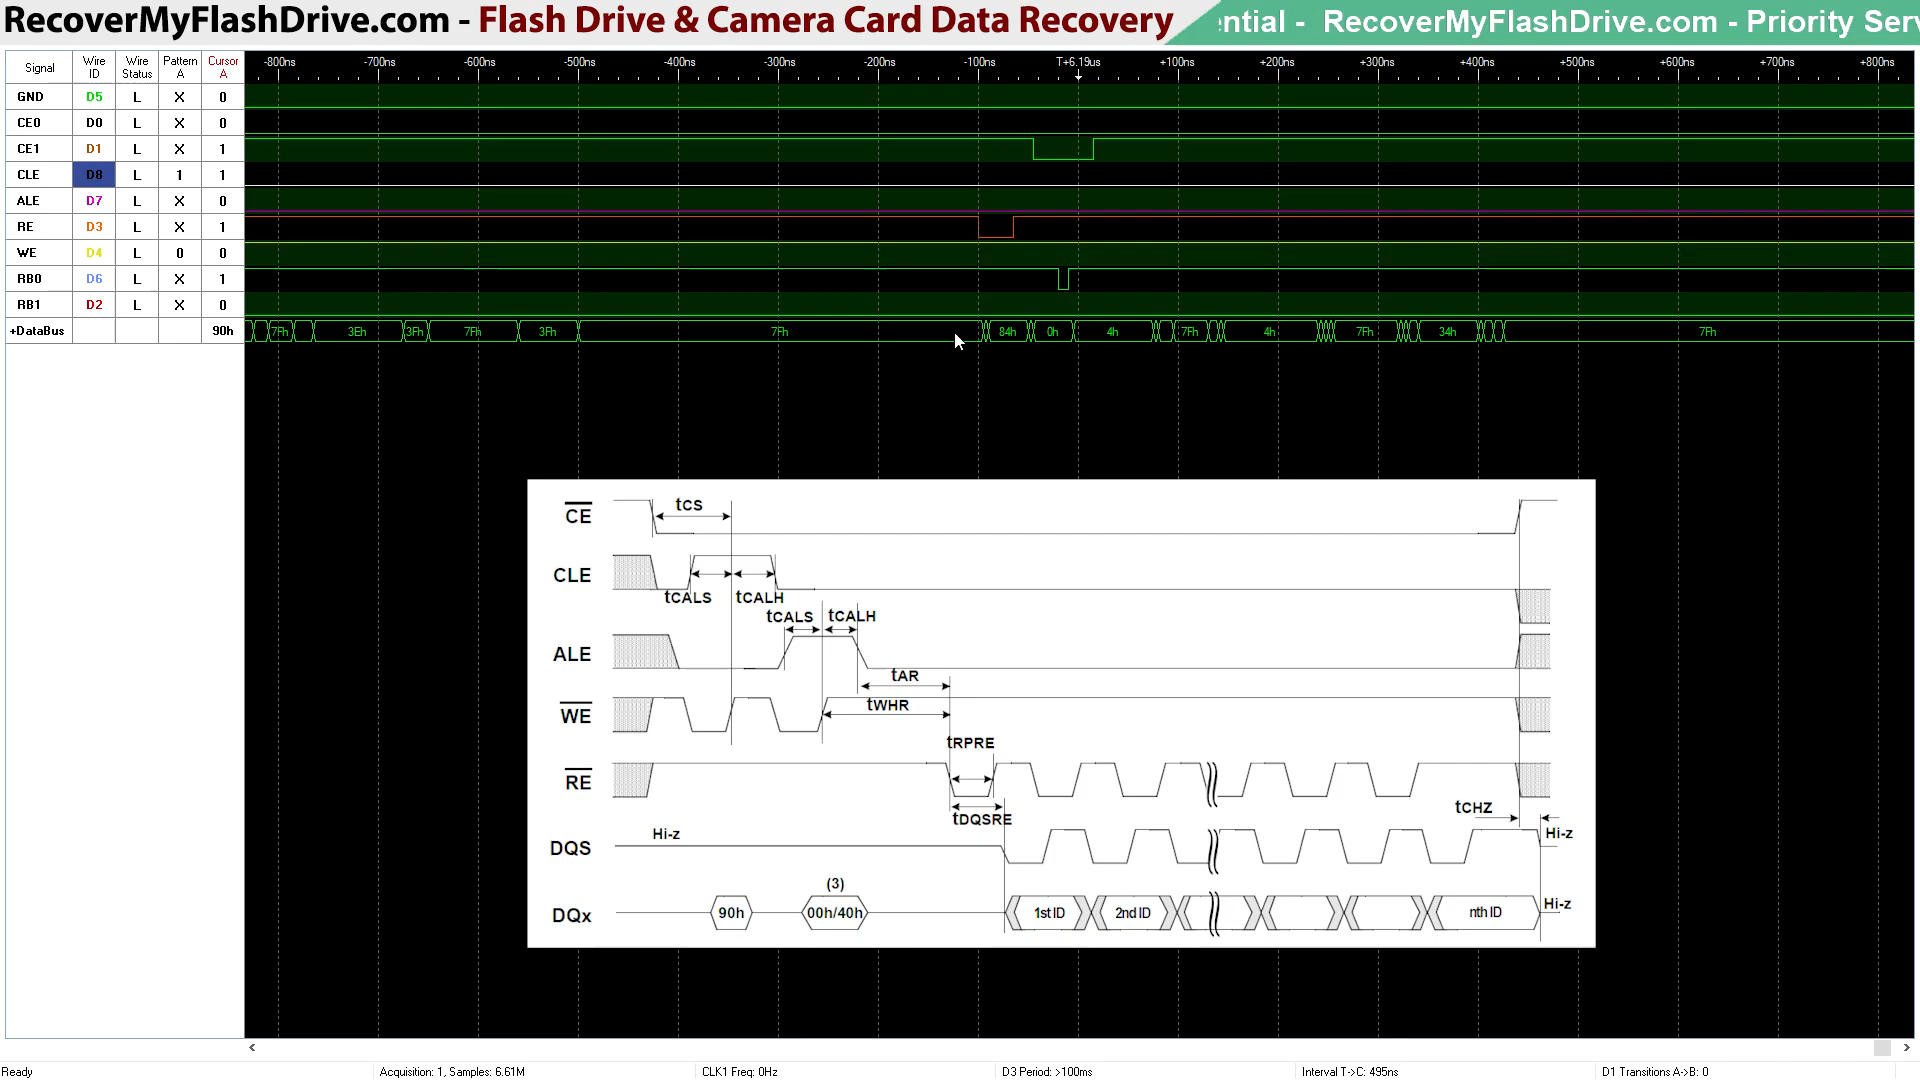 RecoverMyFlashDrive.com - Flash Drive & Camera Card Data Recovery
ntial - RecoverMyFlashDrive.com - Priority Serv
Signal Wire ID Wire Status Pattern A Cursor A
-800ns -700ns -600ns -500ns -400ns -300ns -200ns -100ns T+6.19us +100ns +200ns +300ns +400ns +500ns +600ns +700ns +800ns
GND D5 L X 0
CE0 D0 L X 0
CE1 D1 L X 1
CLE D8 L 1 1
ALE D7 L X 0
RE D3 L X 1
WE D4 L 0 0
RB0 D6 L X 1
RB1 D2 L X 0
+DataBus 90h 7Fh 3Eh 3Fh 7Fh 3Fh 7Fh 84h 0h 4h 7Fh 4h 7Fh 34h 7Fh
CE tCS
CLE
tCALS tCALH
tCALS tCALH
ALE
tAR
WE tWHR
tRPRE
RE
tDQSRE tCHZ
DQS Hi-z Hi-z
(3)
DQx 90h 00h/40h 1st ID 2nd ID nth ID Hi-z
< >
Ready Acquisition: 1, Samples: 6.61M CLK1 Freq: 0Hz D3 Period: >100ms Interval T->C: 495ns D1 Transitions A->B: 0